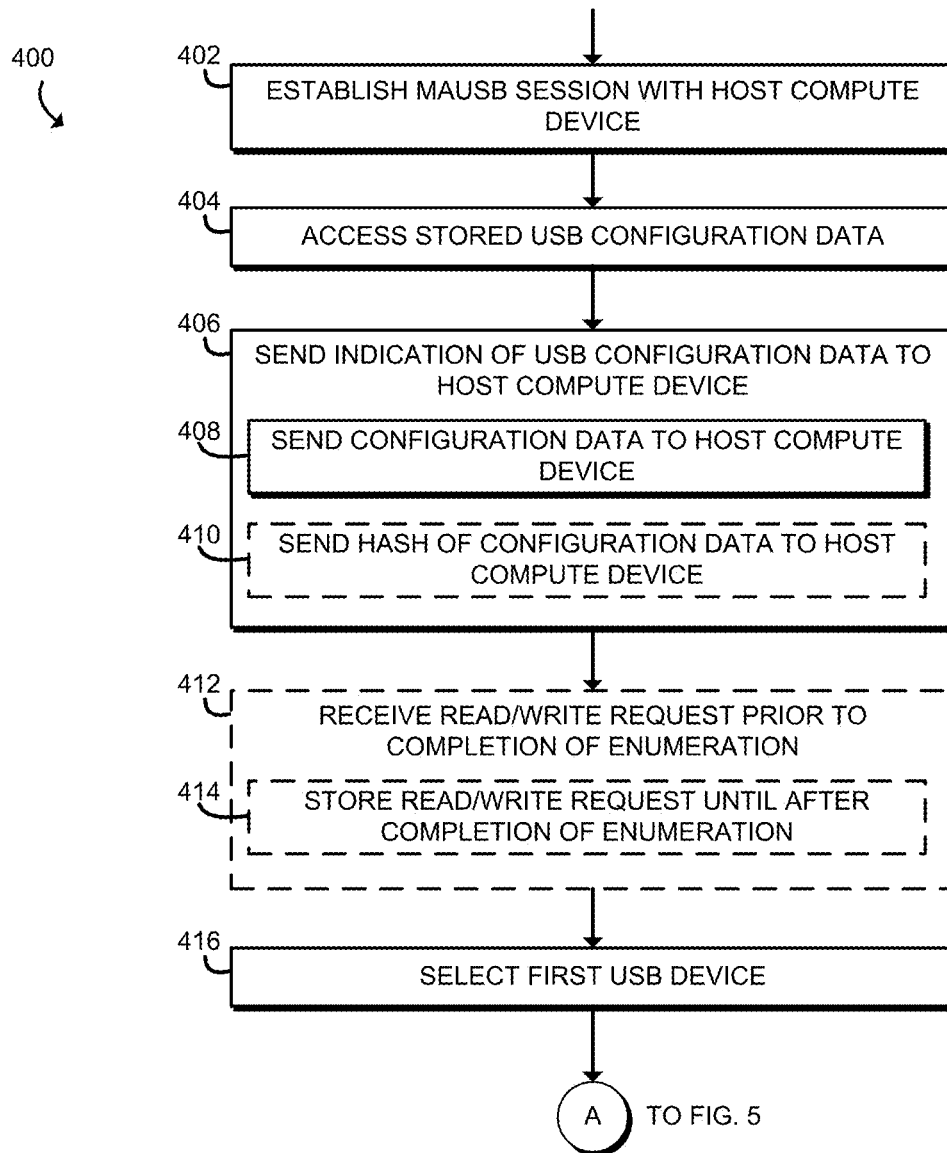 400
402
ESTABLISH MAUSB SESSION WITH HOST COMPUTE
DEVICE
404
ACCESS STORED USB CONFIGURATION DATA
406
SEND INDICATION OF USB CONFIGURATION DATA TO
HOST COMPUTE DEVICE
408
SEND CONFIGURATION DATA TO HOST COMPUTE
DEVICE
410
SEND HASH OF CONFIGURATION DATA TO HOST
COMPUTE DEVICE
412
RECEIVE READ/WRITE REQUEST PRIOR TO
COMPLETION OF ENUMERATION
414
STORE READ/WRITE REQUEST UNTIL AFTER
COMPLETION OF ENUMERATION
416
SELECT FIRST USB DEVICE
A TO FIG. 5